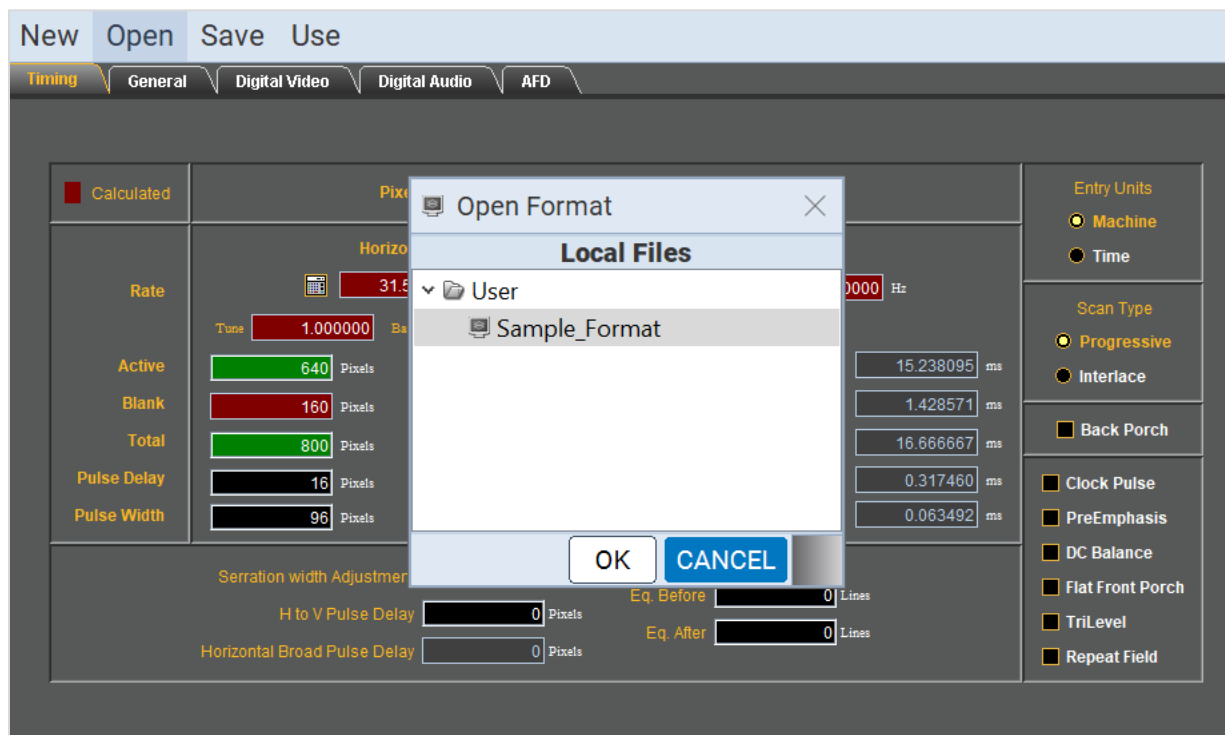 New Open Save Use
Timing General Digital Video Digital Audio AFD
Calculated
Open Format
Local Files
User
Sample_Format
OK CANCEL
Rate
31.5
0000 Hz
Tune 1.000000
Active 640 Pixels 15.238095 ms
Blank 160 Pixels 1.428571 ms
Total 800 Pixels 16.666667 ms
Pulse Delay 16 Pixels 0.317460 ms
Pulse Width 96 Pixels 0.063492 ms
H to V Pulse Delay 0 Pixels
Horizontal Broad Pulse Delay 0 Pixels
Serration width
Eq. Before 0 Lines
Eq. After 0 Lines
Entry Units
Machine
Time
Scan Type
Progressive
Interlace
Back Porch
Clock Pulse
PreEmphasis
DC Balance
Flat Front Porch
TriLevel
Repeat Field